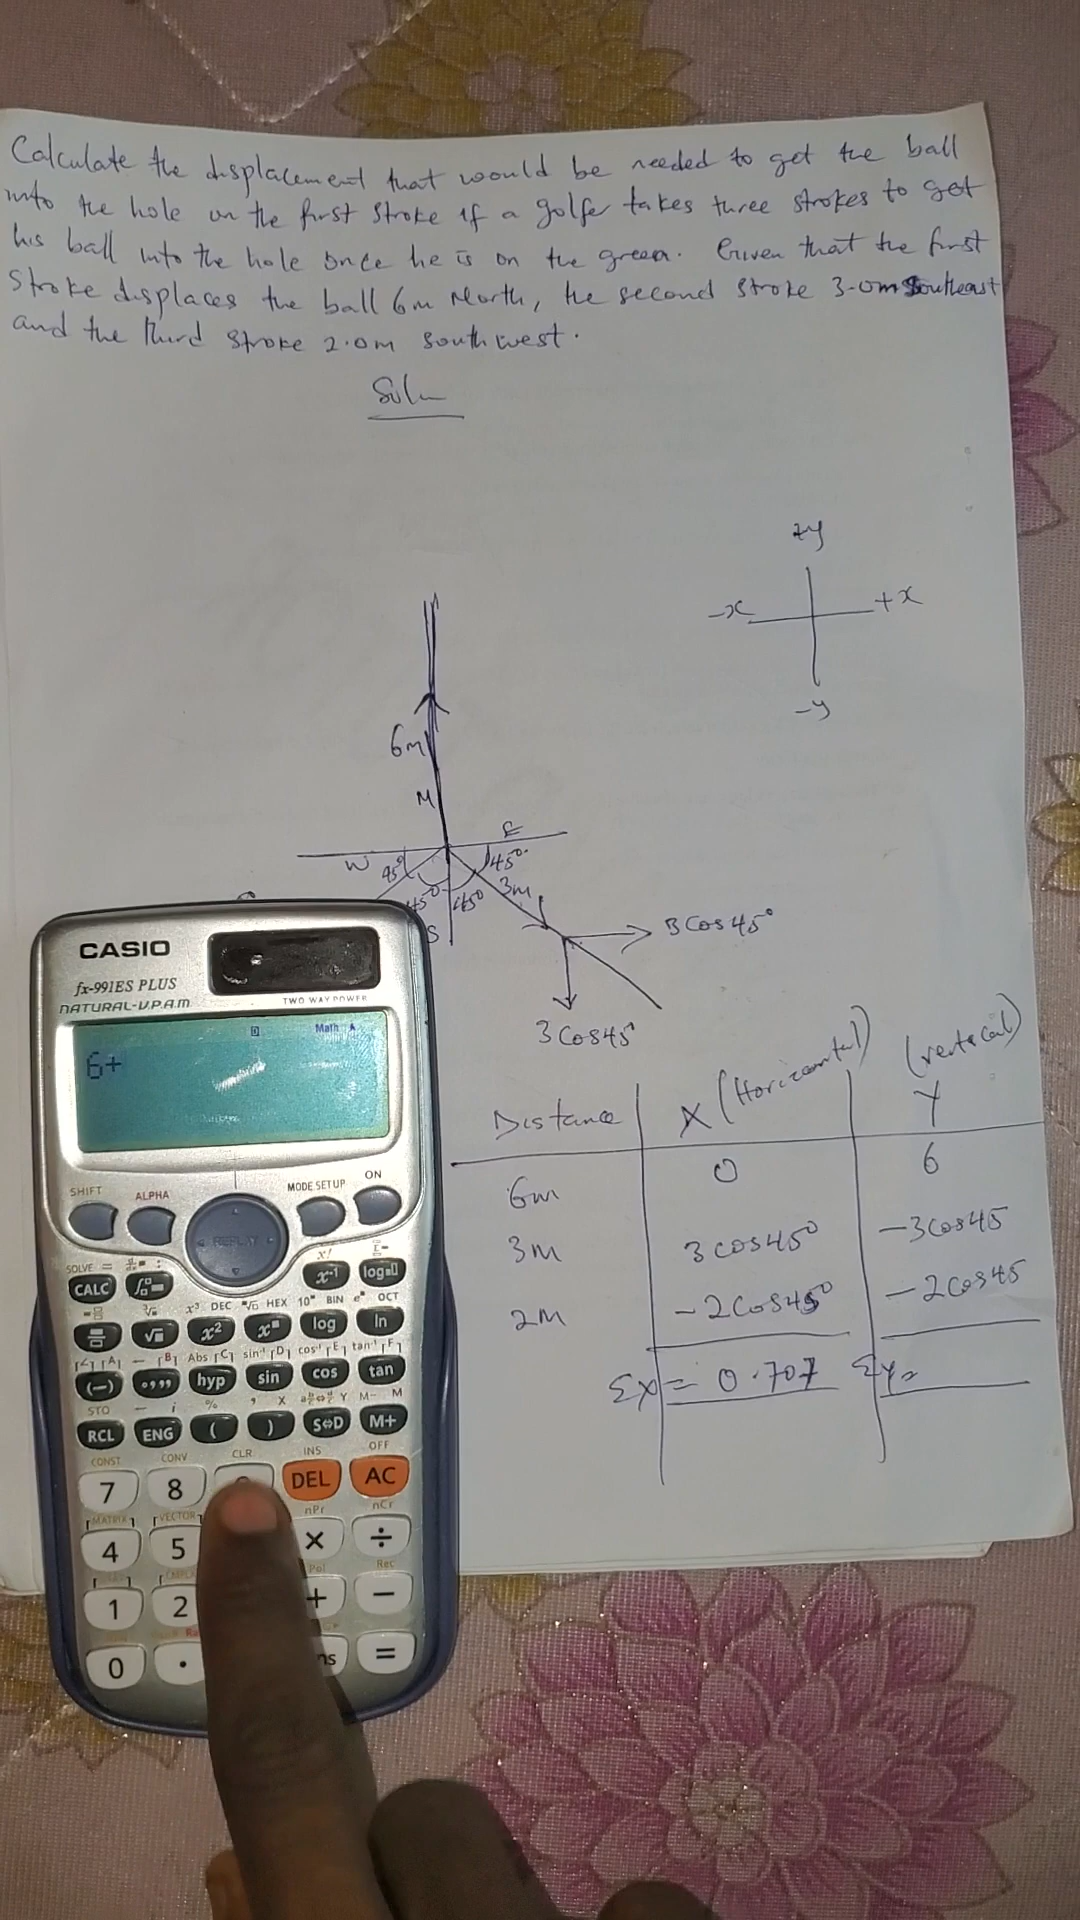 Calculate the displacement that would be needed to get the ball
into the hole on the first stroke if a golfer takes three strokes to get
his ball into the hole once he is on the green. Given that the first
stroke displaces the ball 6m North, the second stroke 3.0m Southeast
and the third stroke 2.0m southwest.
Soln
+y
-x
+x
-y
6m
N
E
W
45°
45°
45°
45°
3m
S
3cos45°
3cos45°
Distance
X (Horizontal)
(vertical)
Y
6m
0
6
3m
3cos45°
-3cos45
2m
-2cos45°
-2cos45
Σx = 0.707
Σy=
CASIO
fx-991ES PLUS
NATURAL-V.P.A.M.
TWO WAY POWER
D Math
6+
SHIFT
ALPHA
MODE SETUP
ON
REPLAY
SOLVE =
x!
CALC
x⁻¹
log
x³ DEC
HEX
10ˣ BIN
eˣ OCT
x²
log
ln
Abs
sin⁻¹ D
cos⁻¹ E
tan⁻¹ F
(−)
hyp
sin
cos
tan
STO
i
%
X
Y
M− M
RCL
ENG
(
)
S⇔D
M+
CONST
CONV
CLR
INS
OFF
7
8
DEL
AC
MATRIX
VECTOR
nPr
nCr
4
5
×
÷
Pol
Rec
1
2
+
−
0
.
=